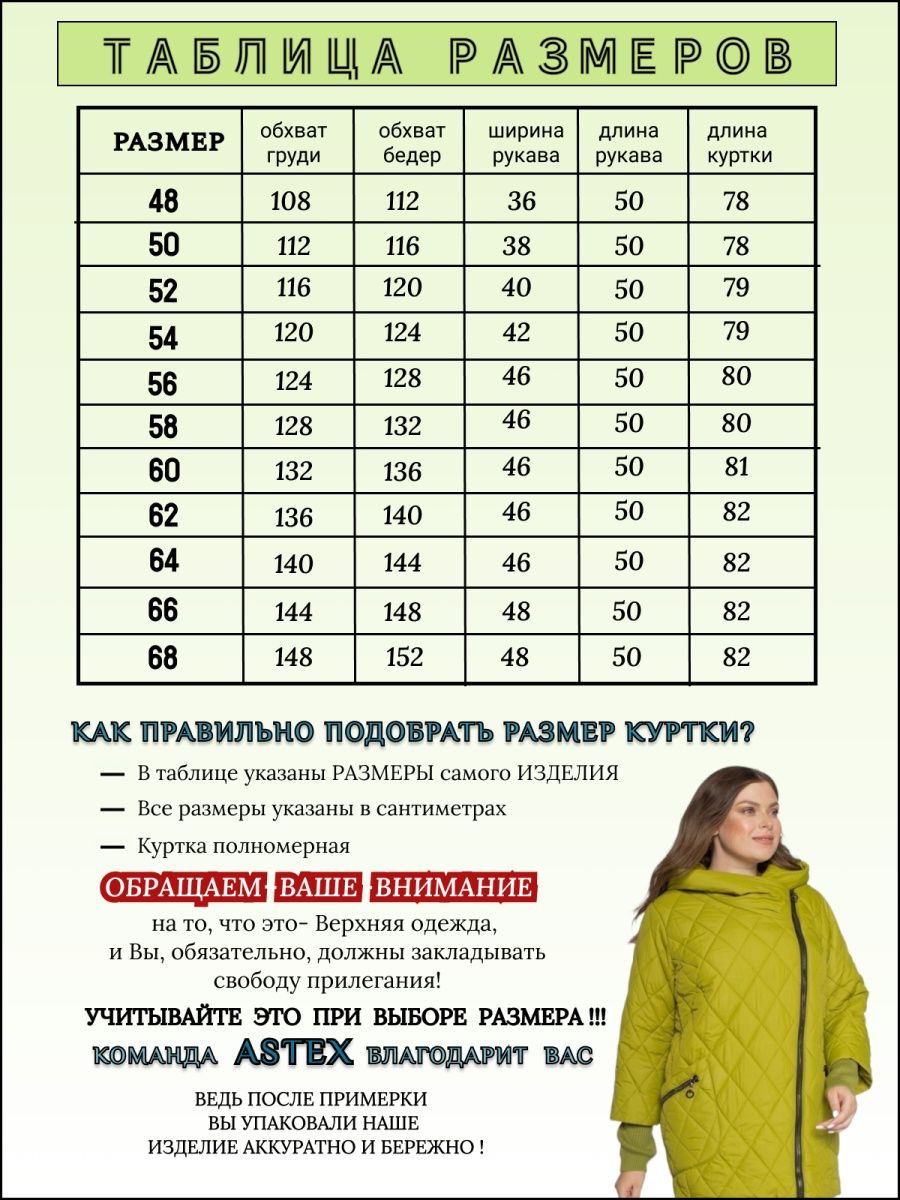 ТАБЛИЦА РАЗМЕРОВ
РАЗМЕР обхват груди обхват бедер ширина рукава длина рукава длина куртки
48 108 112 36 50 78
50 112 116 38 50 78
52 116 120 40 50 79
54 120 124 42 50 79
56 124 128 46 50 80
58 128 132 46 50 80
60 132 136 46 50 81
62 136 140 46 50 82
64 140 144 46 50 82
66 144 148 48 50 82
68 148 152 48 50 82
КАК ПРАВИЛЬНО ПОДОБРАТЬ РАЗМЕР КУРТКИ?
— В таблице указаны РАЗМЕРЫ самого ИЗДЕЛИЯ
— Все размеры указаны в сантиметрах
— Куртка полномерная
ОБРАЩАЕМ ВАШЕ ВНИМАНИЕ
на то, что это- Верхняя одежда,
и Вы, обязательно, должны закладывать
свободу прилегания!
УЧИТЫВАЙТЕ ЭТО ПРИ ВЫБОРЕ РАЗМЕРА !!!
КОМАНДА ASTEX БЛАГОДАРИТ ВАС
ВЕДЬ ПОСЛЕ ПРИМЕРКИ
ВЫ УПАКОВАЛИ НАШЕ
ИЗДЕЛИЕ АККУРАТНО И БЕРЕЖНО !